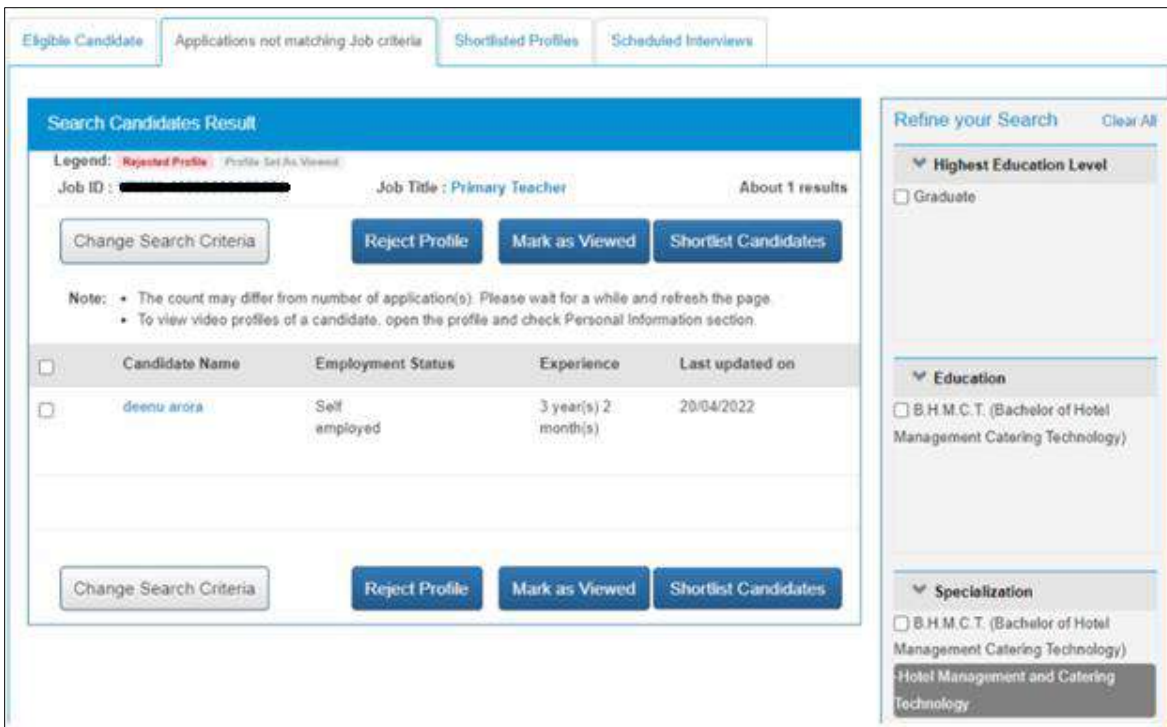 Eligible Candidate
Applications not matching Job criteria
Shortlisted Profiles
Scheduled Interviews
Search Candidates Result
Legend: Rejected Profile Profile Set As Viewed
Job ID : Job Title : Primary Teacher About 1 results
Change Search Criteria Reject Profile Mark as Viewed Shortlist Candidates
Note: • The count may differ from number of application(s). Please wait for a while and refresh the page.
• To view video profiles of a candidate, open the profile and check Personal Information section.
Candidate Name Employment Status Experience Last updated on
deenu arora Self 3 year(s) 2 20/04/2022
employed month(s)
Change Search Criteria Reject Profile Mark as Viewed Shortlist Candidates
Refine your Search Clear All
Highest Education Level
Graduate
Education
B.H.M.C.T. (Bachelor of Hotel
Management Catering Technology)
Specialization
B.H.M.C.T. (Bachelor of Hotel
Management Catering Technology)
-Hotel Management and Catering
Technology